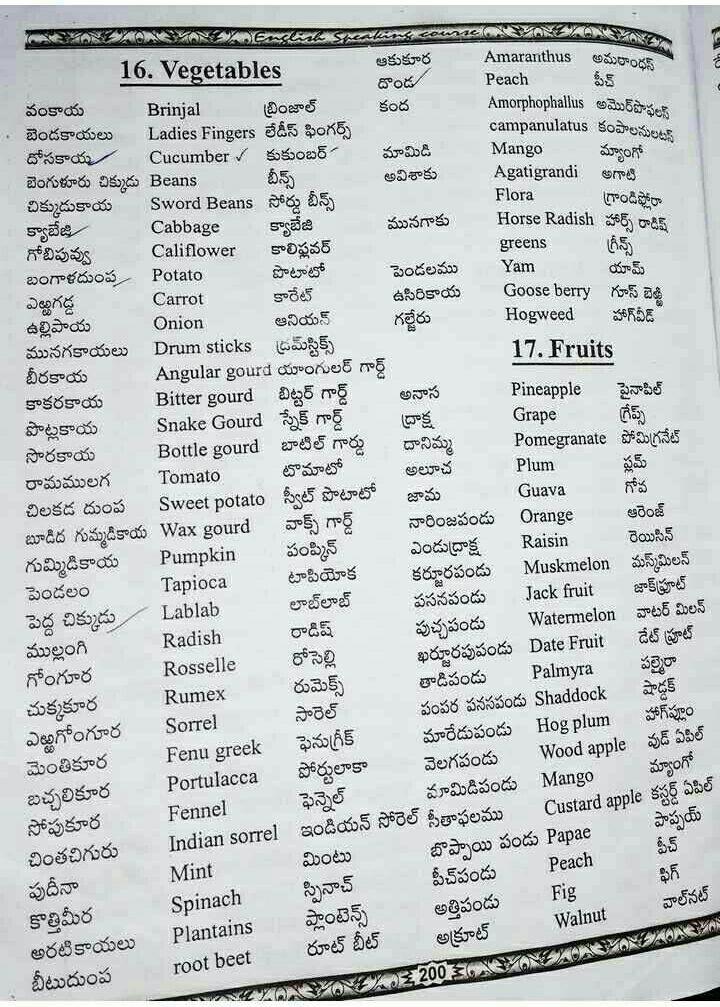 English Speaking course
16. Vegetables
వంకాయ Brinjal బ్రింజాల్
బెండకాయలు Ladies Fingers లేడీస్ ఫింగర్స్
దోసకాయ Cucumber కుకుంబర్
బెంగుళూరు చిక్కుడు Beans బీన్స్
చిక్కుడుకాయ Sword Beans సోర్డు బీన్స్
క్యాబేజి Cabbage క్యాబేజి
గోబిపువ్వు Califlower కాలిఫ్లవర్
బంగాళదుంప Potato పొటాటో
ఎఱ్ఱగడ్డ Carrot కారేట్
ఉల్లిపాయ Onion ఆనియన్
మునగకాయలు Drum sticks డ్రమ్‌స్టిక్స్
బీరకాయ Angular gourd యాంగులర్ గార్డ్
కాకరకాయ Bitter gourd బిట్టర్ గార్డ్
పొట్లకాయ Snake Gourd స్నేక్ గార్డ్
సొరకాయ Bottle gourd బాటిల్ గార్డు
రామములగ Tomato టొమాటో
చిలకడ దుంప Sweet potato స్వీట్ పొటాటో
బూడిద గుమ్మడికాయ Wax gourd వాక్స్ గార్డ్
గుమ్మిడికాయ Pumpkin పంప్కిన్
పెండలం Tapioca టాపియోక
పెద్ద చిక్కుడు Lablab లాబ్‌లాబ్
ముల్లంగి Radish రాడిష్
గోంగూర Rosselle రోసెల్లి
చుక్కకూర Rumex రుమెక్స్
ఎఱ్ఱగోంగూర Sorrel సారెల్
మెంతికూర Fenu greek ఫెనుగ్రీక్
బచ్చలికూర Portulacca పోర్టులాకా
సోపుకూర Fennel ఫెన్నెల్
చింతచిగురు Indian sorrel ఇండియన్ సోరెల్
పుదీనా Mint మింటు
కొత్తిమీర Spinach స్పినాచ్
అరటికాయలు Plantains ప్లాంటెన్స్
బీటుదుంప root beet రూట్ బీట్
ఆకుకూర Amaranthus అమరాంథస్
దొండ Peach పీచ్
కంద Amorphophallus అమొర్‌పొఫలస్
campanulatus కంపాలనులటస్
మామిడి Mango మ్యాంగో
అవిశాకు Agatigrandi అగాటి
Flora గ్రాండిఫ్లోరా
మునగాకు Horse Radish హార్స్ రాడిష్
greens గ్రీన్స్
పెండలము Yam యామ్
ఉసిరికాయ Goose berry గూస్ బెఱ్ఱి
గల్జేరు Hogweed హాగ్‌వీడ్
17. Fruits
అనాస Pineapple పైనాపిల్
ద్రాక్ష Grape గ్రేప్స్
దానిమ్మ Pomegranate పోమిగ్రనేట్
అలూచ Plum ప్లమ్
జామ Guava గోవ
నారింజపండు Orange ఆరెంజ్
ఎండుద్రాక్ష Raisin రెయిసిన్
కర్బూరపండు Muskmelon మస్క్‌మిలన్
పసనపండు Jack fruit జాక్‌ఫ్రూట్
పుచ్చపండు Watermelon వాటర్ మిలన్
ఖర్జూరపుపండు Date Fruit డేట్ ఫ్రూట్
తాడిపండు Palmyra పల్మైరా
పంపర పనసపండు Shaddock షాడ్డక్
మారేడుపండు Hog plum హాగ్‌ప్లూం
వెలగపండు Wood apple వుడ్ ఏపిల్
మామిడిపండు Mango మ్యాంగో
సీతాఫలము Custard apple కస్టర్డ్ ఏపిల్
బొప్పాయి పండు Papae పాప్పయ్
పీచ్‌పండు Peach పీచ్
అత్తిపండు Fig ఫిగ్
అక్రూట్ Walnut వాల్‌నట్
200